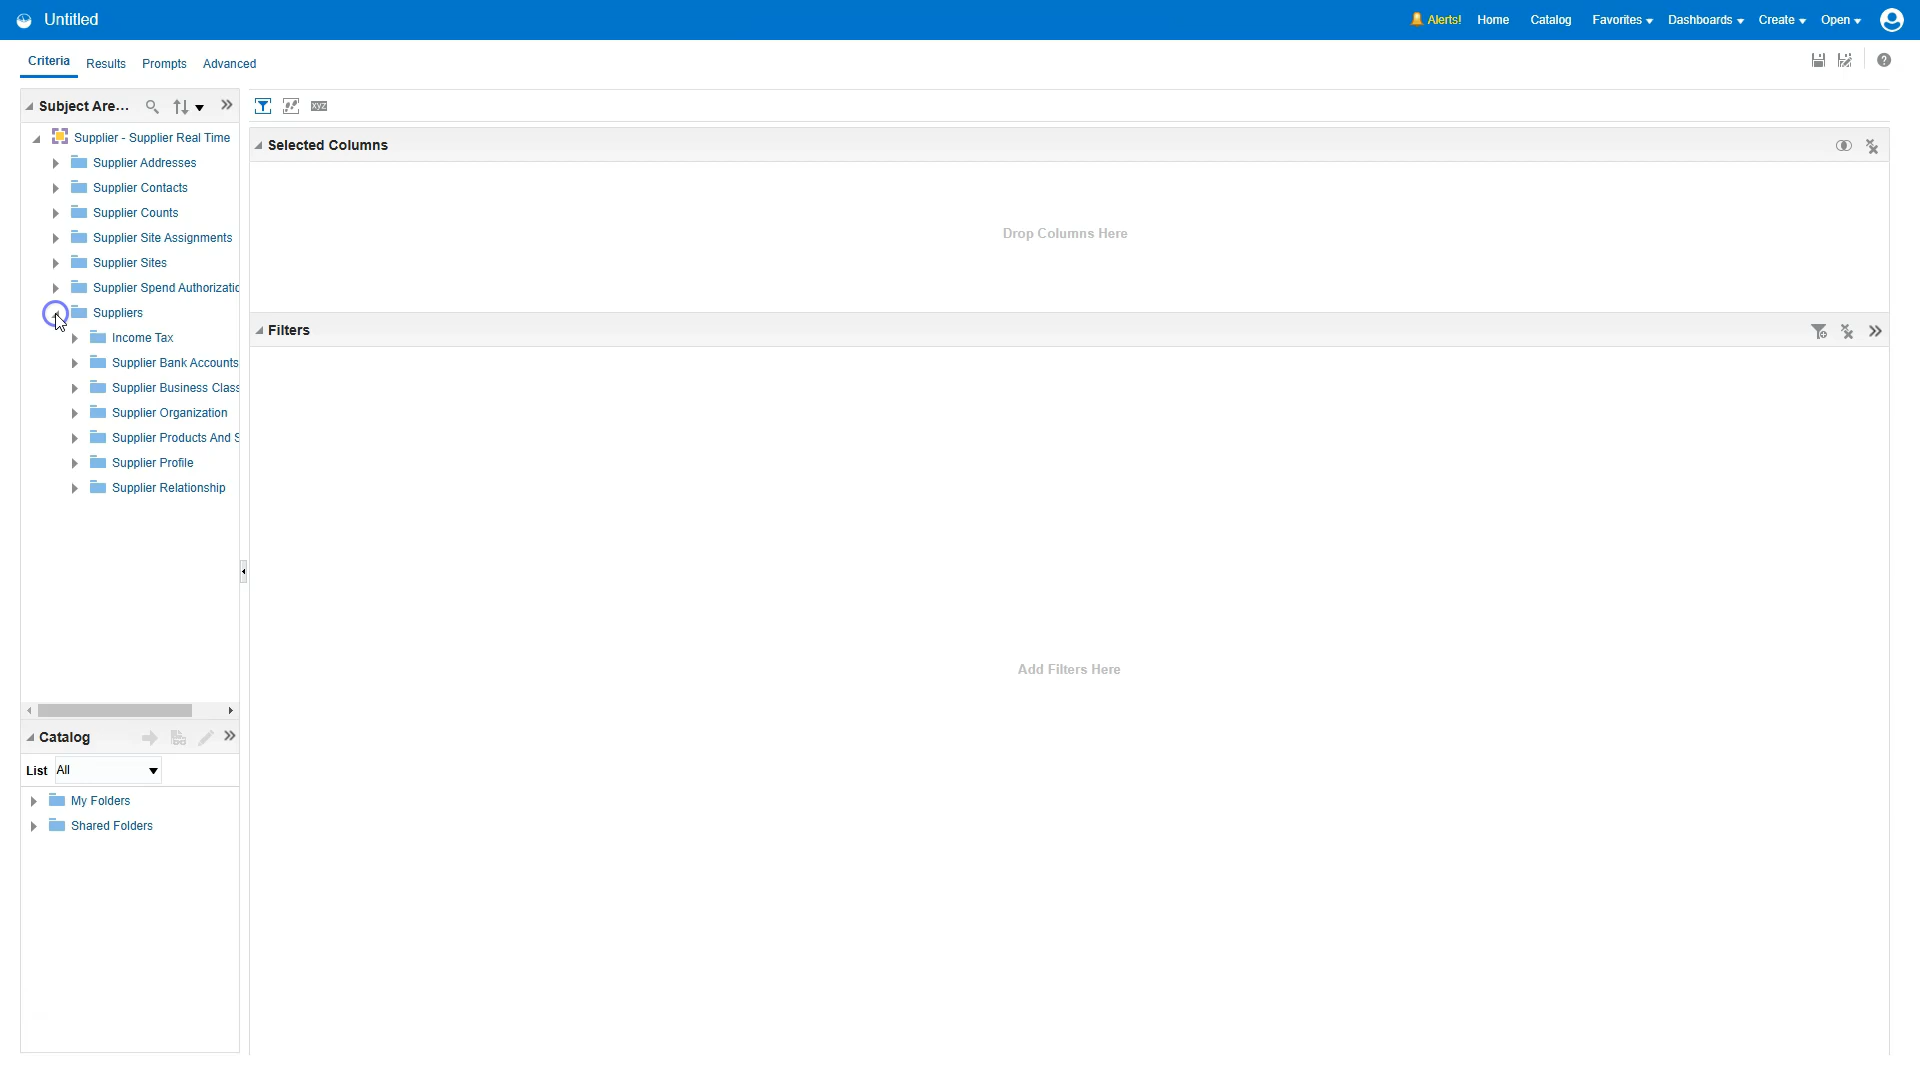 Untitled
Alerts! Home Catalog Favorites Dashboards Create Open
Criteria Results Prompts Advanced
Subject Are...
xyz
Supplier - Supplier Real Time
Selected Columns
Supplier Addresses
Supplier Contacts
Supplier Counts
Drop Columns Here
Supplier Site Assignments
Supplier Sites
Supplier Spend Authorizatic
Suppliers
Filters
Income Tax
Supplier Bank Accounts
Supplier Business Class
Supplier Organization
Supplier Products And S
Supplier Profile
Supplier Relationship
Add Filters Here
Catalog
List All
My Folders
Shared Folders